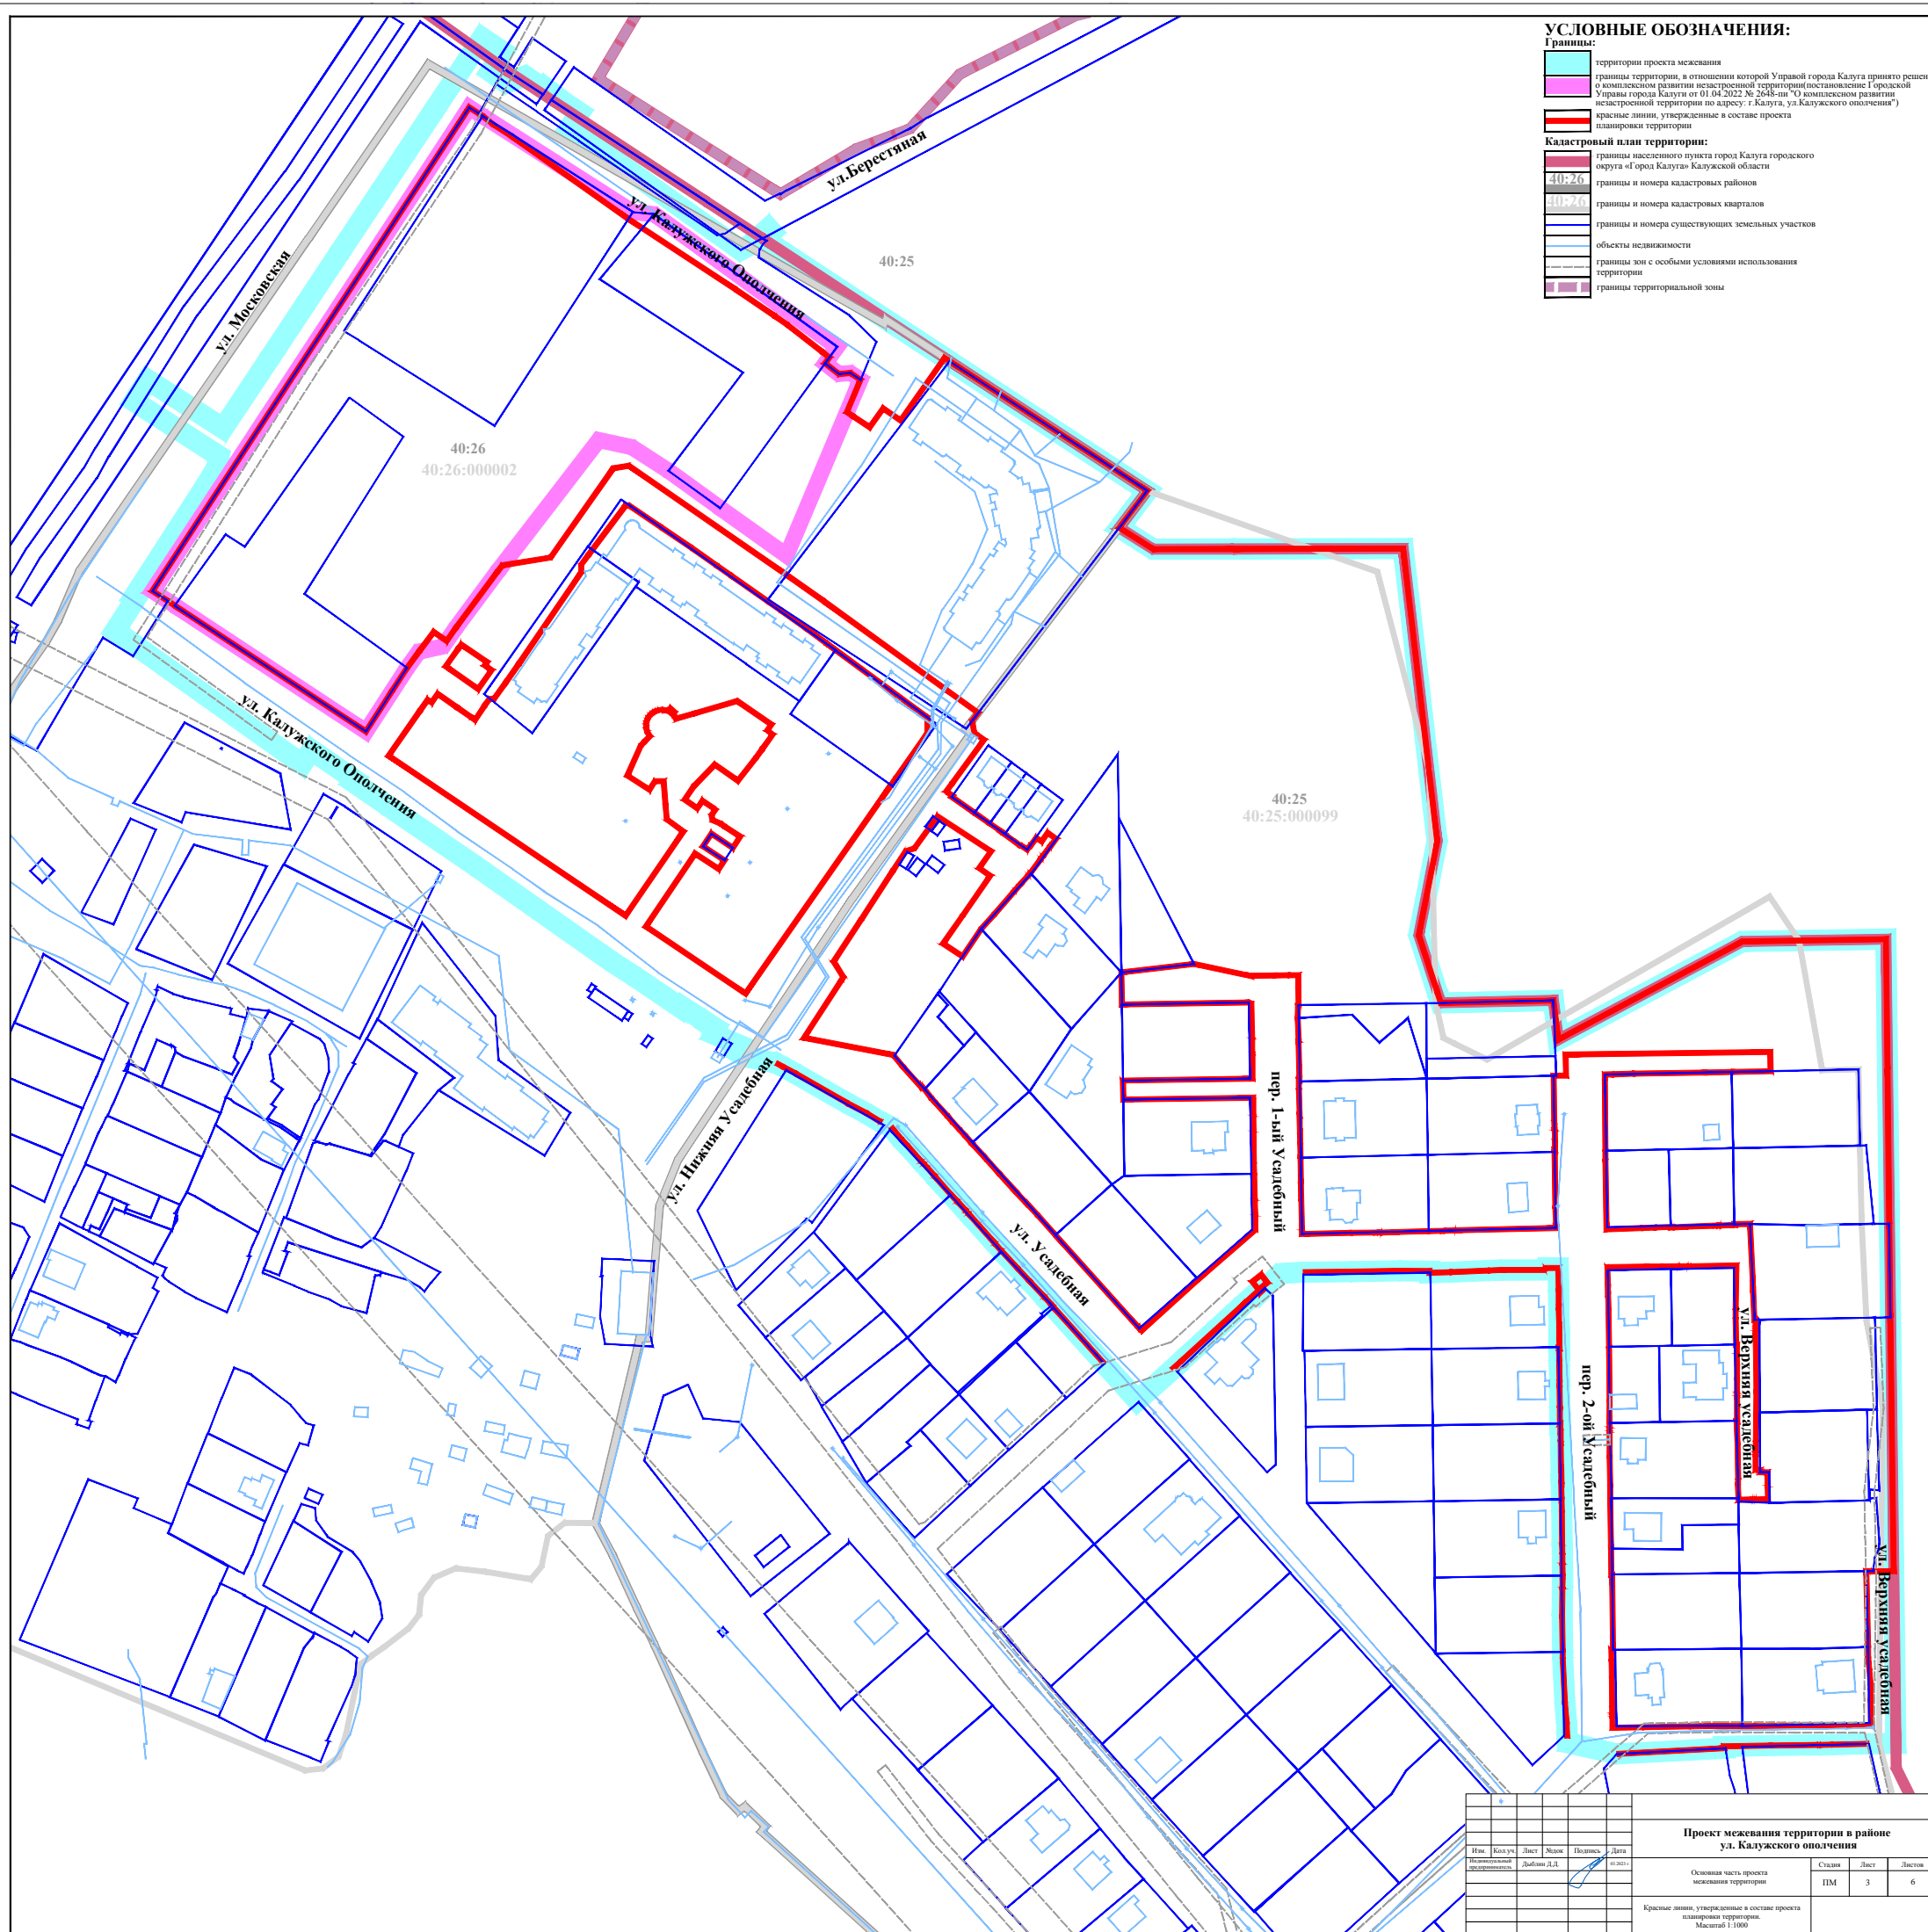 УСЛОВНЫЕ ОБОЗНАЧЕНИЯ:
Границы:
территории проекта межевания
границы территории, в отношении которой Управой города Калуга принято решен
о комплексном развитии незастроенной территории(постановление Городской
Управы города Калуги от 01.04.2022 № 2648-пи "О комплексном развитии
незастроенной территории по адресу: г.Калуга, ул.Калужского ополчения")
красные линии, утвержденные в составе проекта
планировки территории
Кадастровый план территории:
границы населенного пункта город Калуга городского
округа «Город Калуга» Калужской области
40:26
границы и номера кадастровых районов
40:26
границы и номера кадастровых кварталов
границы и номера существующих земельных участков
объекты недвижимости
границы зон с особыми условиями использования
территории
границы территориальной зоны
ул.Берестяная
ул. Калужского Ополчения
ул. Московская
40:25
40:26
40:26:000002
ул. Калужского Ополчения
40:25
40:25:000099
ул. Нижняя Усадебная
пер. 1-ый Усадебный
ул. Усадебная
ул. Верхняя усадебная
пер. 2-ой Усадебный
ул. Верхняя усадебная
Проект межевания территории в районе
ул. Калужского ополчения
Изм. Кол.уч. Лист №док Подпись Дата
Индивидуальный
предприниматель
Дыблин Д.Д.
Основная часть проекта
межевания территории
Стадия Лист Листов
ПМ 3 6
Красные линии, утвержденные в составе проекта
планировки территории.
Масштаб 1:1000